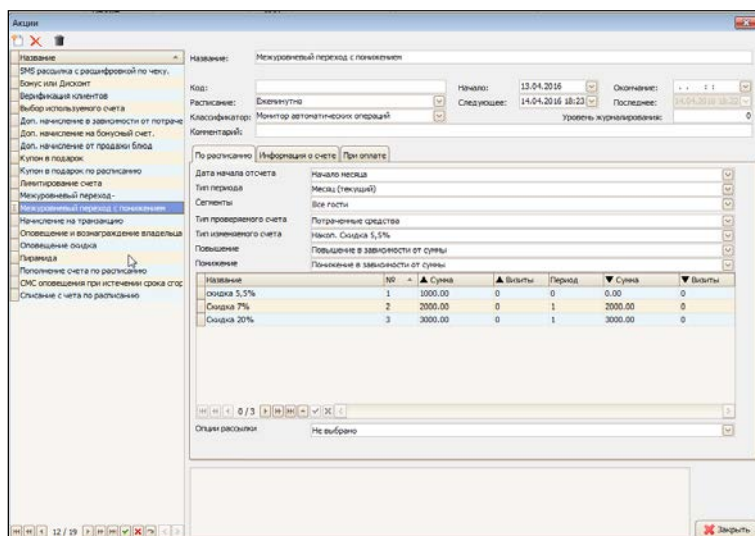 Акции
Название
SMS рассылка с расшифровкой по чеку.
Бонус или Дисконт
Верификация клиентов
Выбор используемого счета
Доп. начисление в зависимости от потраче
Доп. начисление на бонусный счет.
Доп. начисление от продажи блюд
Купон в подарок
Купон в подарок по расписанию
Лимитирование счета
Межуровневый переход-
Межуровневый переход с понижением
Начисление на транзакцию
Оповещение и вознаграждение владельца
Оповещение скидка
Пирамида
Пополнение счета по расписанию
СМС оповещения при истечении срока сгор
Списание с чета по расписанию
12 / 19
Название: Межуровневый переход с понижением
Код: Начало: 13.04.2016 Окончание: . . : :
Расписание: Ежеминутно Следующее: 14.04.2016 18:23 Последнее: 14.04.2016
Классификатор: Монитор автоматических операций Уровень журналирования: 0
Комментарий:
По расписанию Информация о счете При оплате
Дата начала отсчета Начало месяца
Тип периода Месяц (текущий)
Сегменты Все гости
Тип проверяемого счета Потраченные средства
Тип изменяемого счета Накоп. Скидка 5,5%
Повышение Повышение в зависимости от суммы
Понижение Понижение в зависимости от суммы
Название № ▲ Сумма ▲ Визиты Период ▼ Сумма ▼ Визиты
скидка 5,5% 1 1000.00 0 0 0.00 0
Скидка 7% 2 2000.00 0 1 2000.00 0
Скидка 20% 3 3000.00 0 1 3000.00 0
0 / 3
Опции рассылки Не выбрано
Закрыть